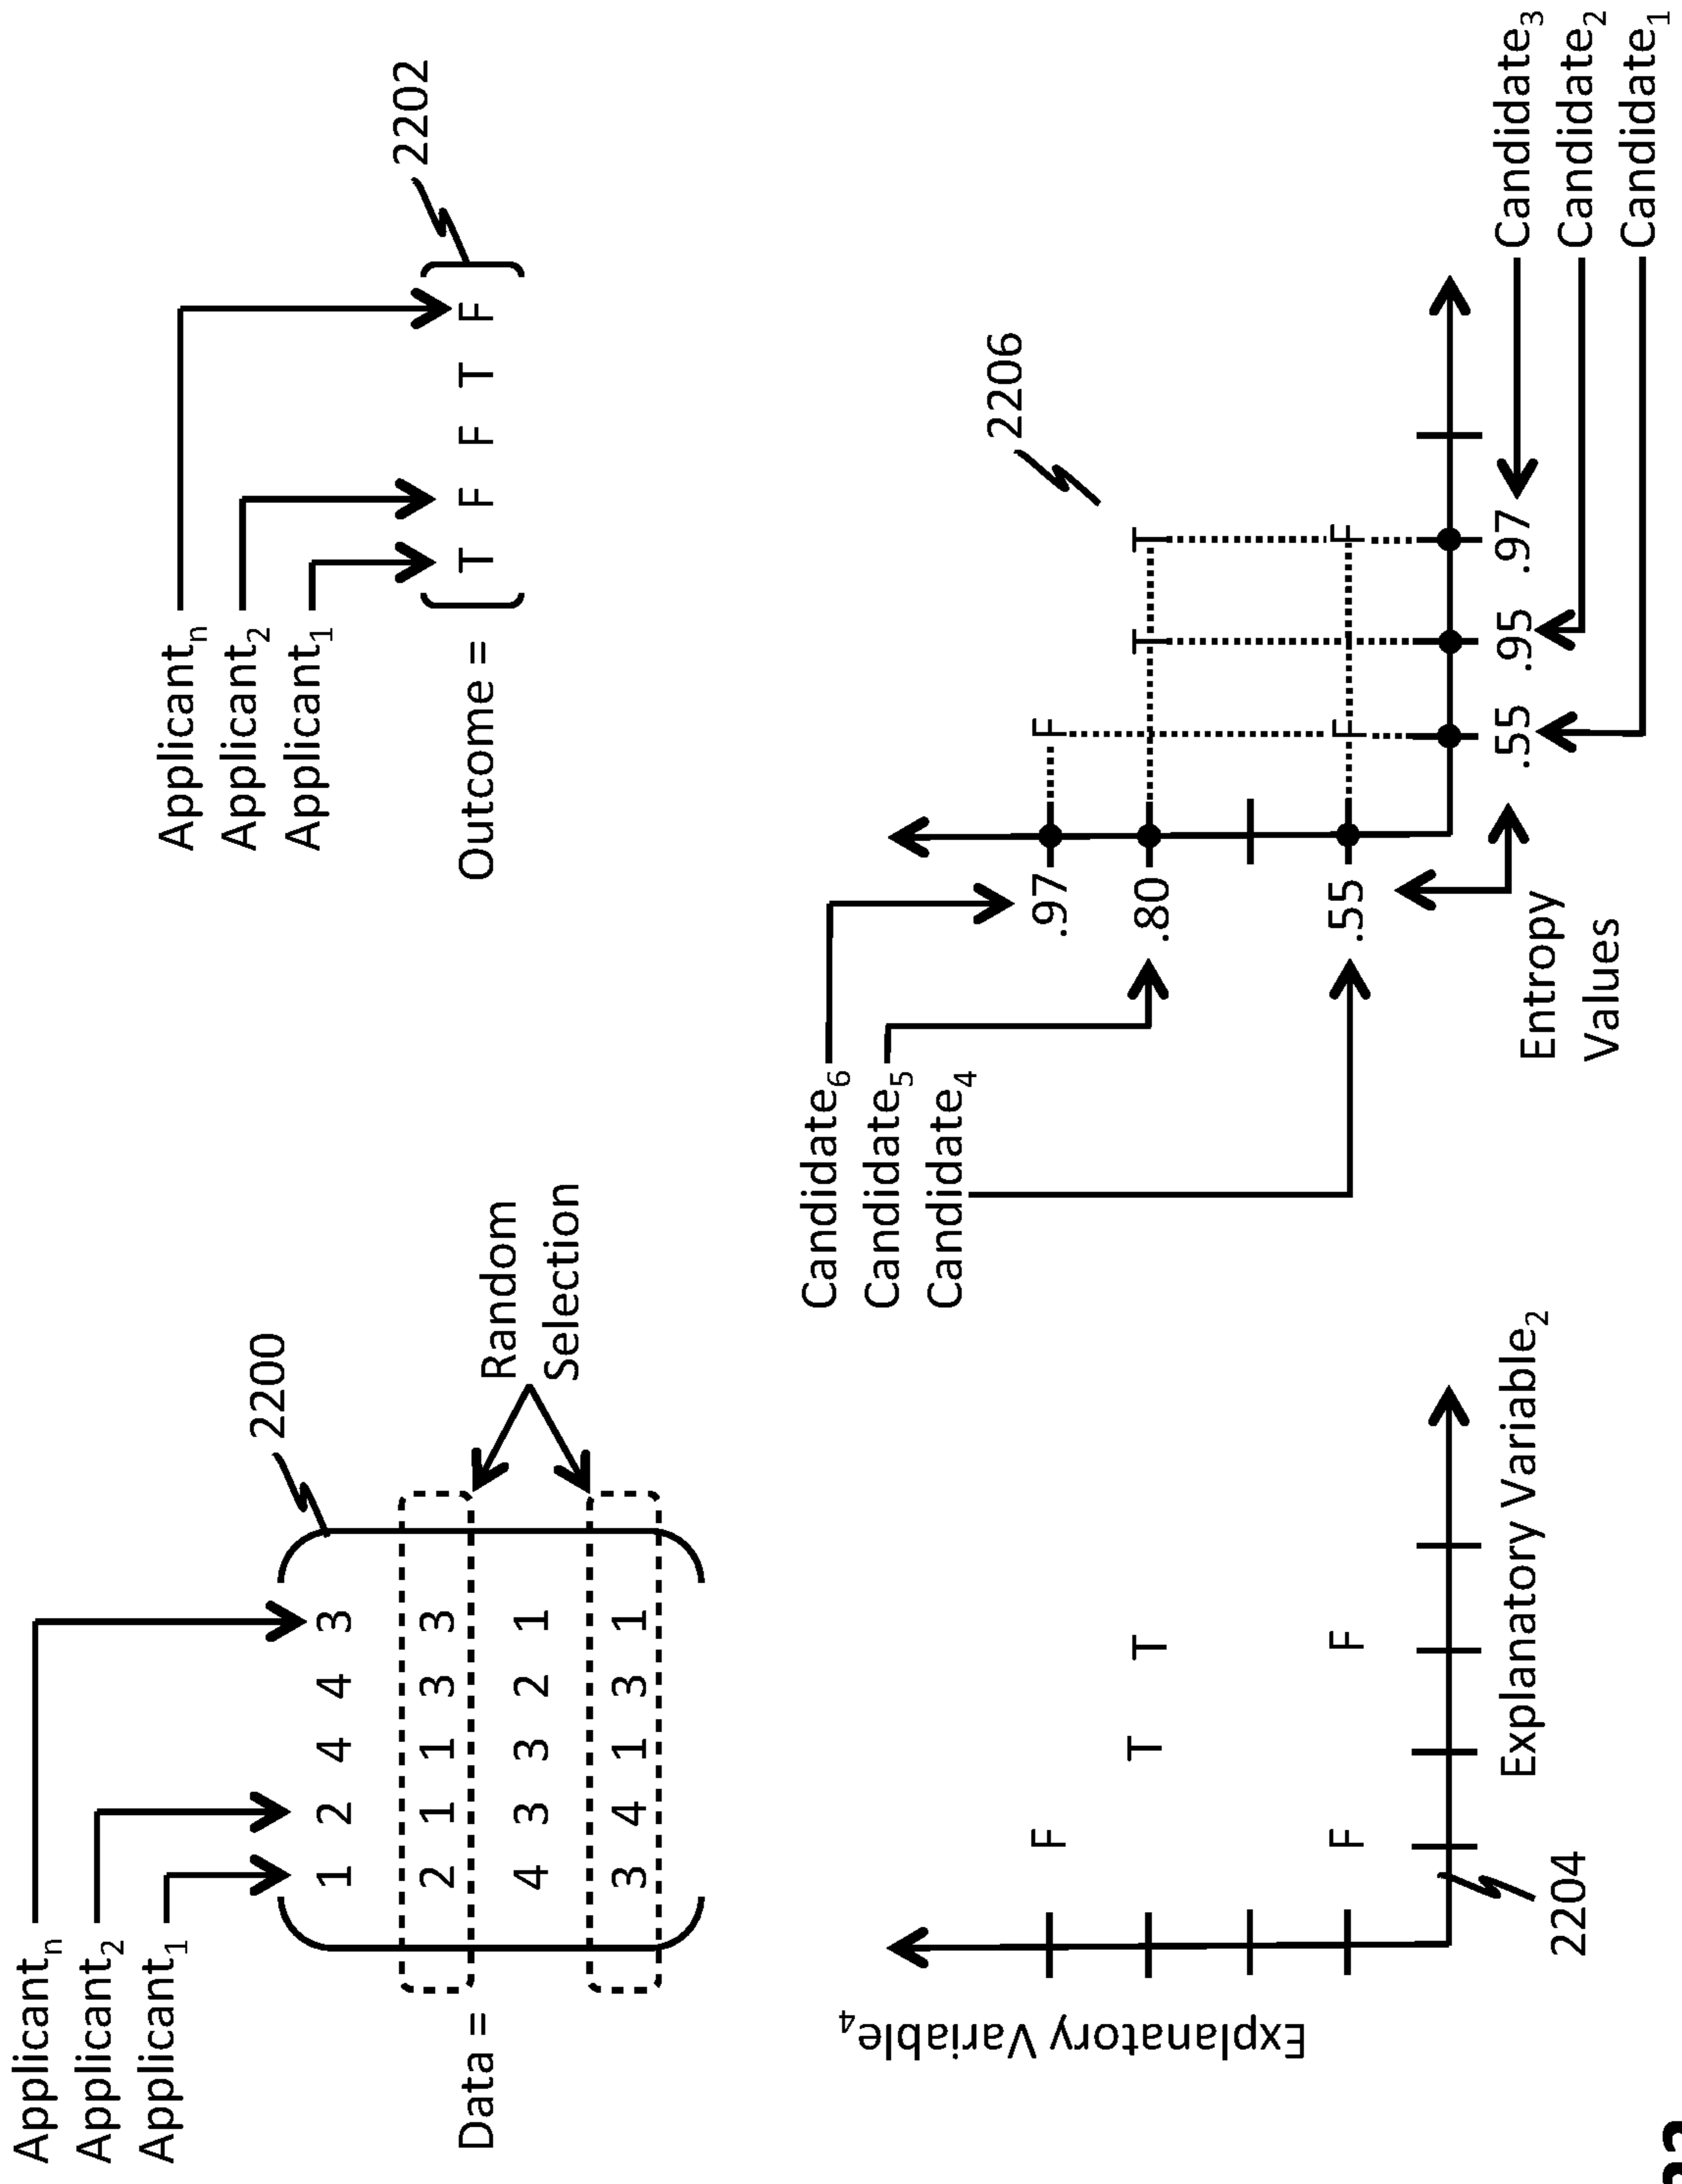 Applicantn
Applicant2
Applicant1
Data =
1 2 4 4 3
2 1 1 3 3
4 3 3 2 1
3 4 1 3 1
2200
Random
Selection
Applicantn
Applicant2
Applicant1
Outcome =
T F F T F
2202
Explanatory Variable4
F
T T
F F
Explanatory Variable2
2204
Candidate6
Candidate5
Candidate4
.97
.80
.55
F
T T
F F
2206
.55 .95 .97
Entropy
Values
Candidate3
Candidate2
Candidate1